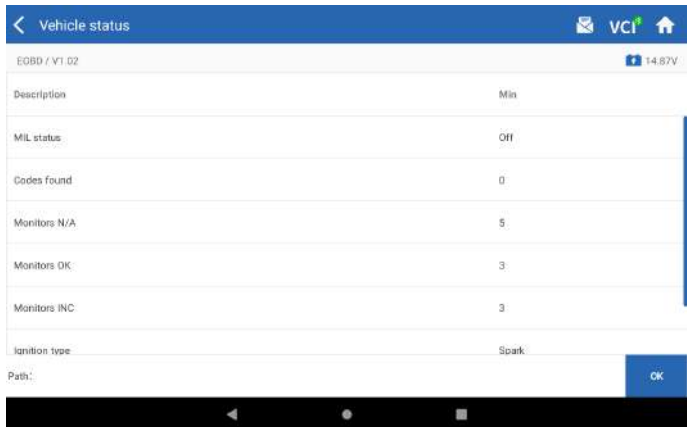 Vehicle status
VCI
EOBD / V1.02
14.87V
Description Min
MIL status Off
Codes found 0
Monitors N/A 5
Monitors OK 3
Monitors INC 3
Ignition type Spark
Path:
OK